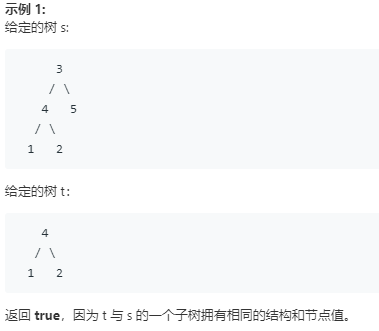 示例 1:
给定的树 s:
3
/ \
4 5
/ \
1 2
给定的树 t:
4
/ \
1 2
返回 true，因为 t 与 s 的一个子树拥有相同的结构和节点值。